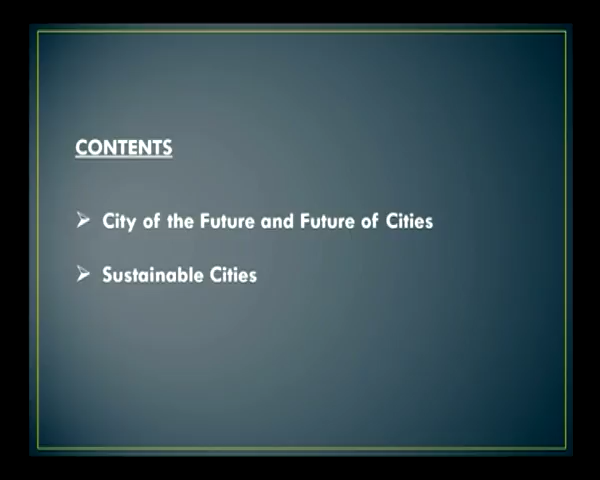 CONTENTS
City of the Future and Future of Cities
Sustainable Cities